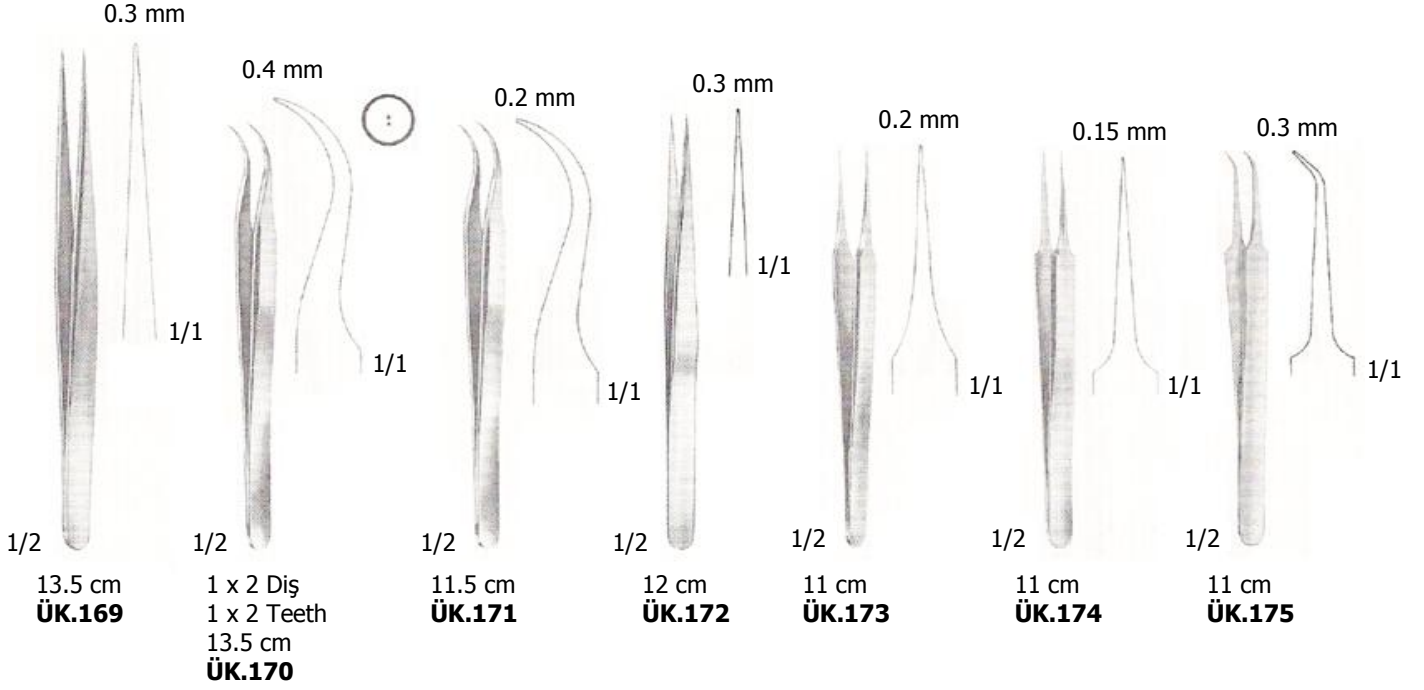 0.3 mm
1/1
1/2
13.5 cm
ÜK.169
0.4 mm
1/1
1/2
1 x 2 Diş
1 x 2 Teeth
13.5 cm
ÜK.170
0.2 mm
1/1
1/2
11.5 cm
ÜK.171
0.3 mm
1/1
1/2
12 cm
ÜK.172
0.2 mm
1/1
1/2
11 cm
ÜK.173
0.15 mm
1/1
1/2
11 cm
ÜK.174
0.3 mm
1/1
1/2
11 cm
ÜK.175